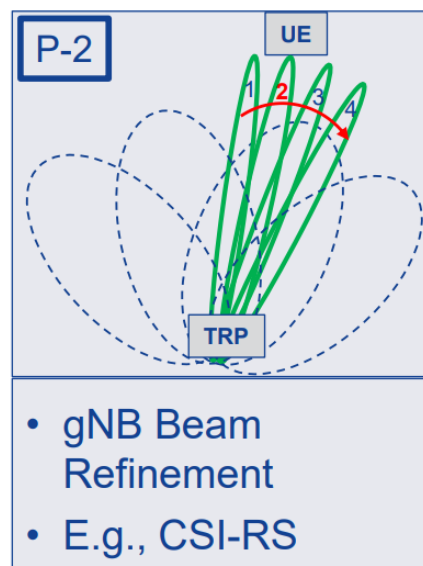 P-2
UE
1
2
3
4
TRP
• gNB Beam
Refinement
• E.g., CSI-RS